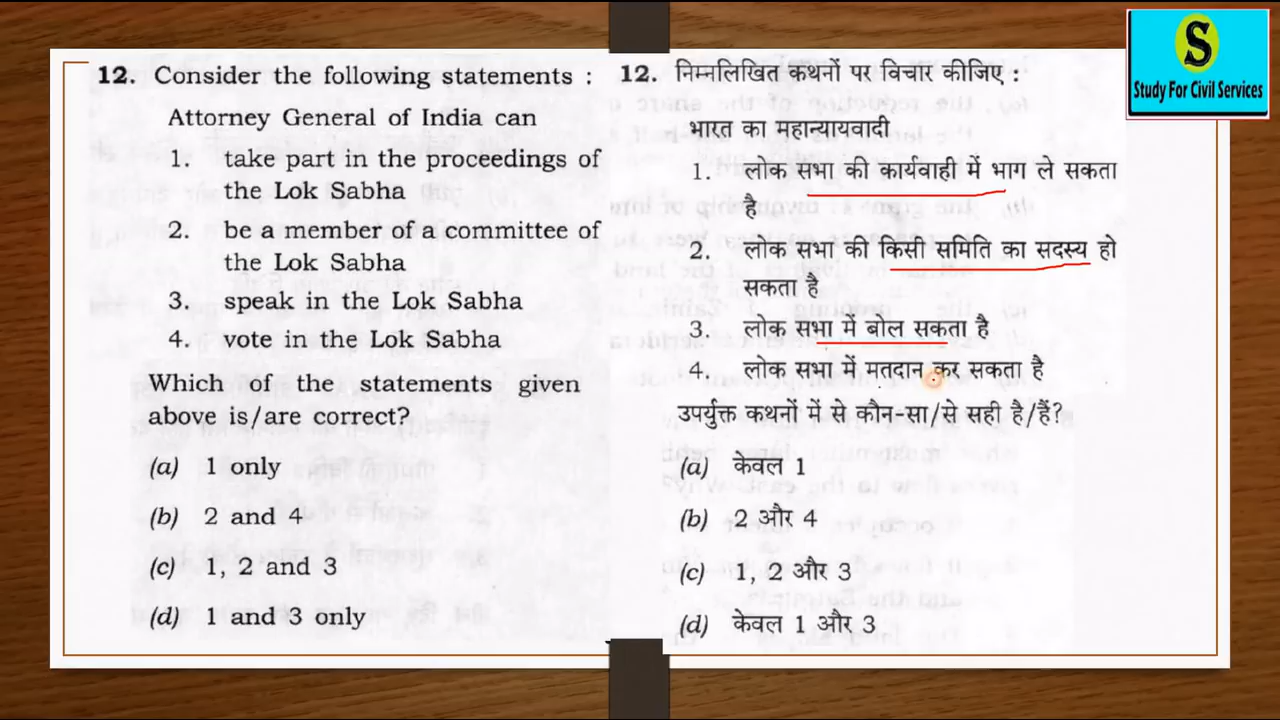 12. Consider the following statements :
Attorney General of India can
1. take part in the proceedings of
the Lok Sabha
2. be a member of a committee of
the Lok Sabha
3. speak in the Lok Sabha
4. vote in the Lok Sabha
Which of the statements given
above is/are correct?
(a) 1 only
(b) 2 and 4
(c) 1, 2 and 3
(d) 1 and 3 only
12. निम्नलिखित कथनों पर विचार कीजिए :
भारत का महान्यायवादी
1. लोक सभा की कार्यवाही में भाग ले सकता
है
2. लोक सभा की किसी समिति का सदस्य हो
सकता है
3. लोक सभा में बोल सकता है
4. लोक सभा में मतदान कर सकता है
उपर्युक्त कथनों में से कौन-सा/से सही है/हैं?
(a) केवल 1
(b) 2 और 4
(c) 1, 2 और 3
(d) केवल 1 और 3
S
Study For Civil Services